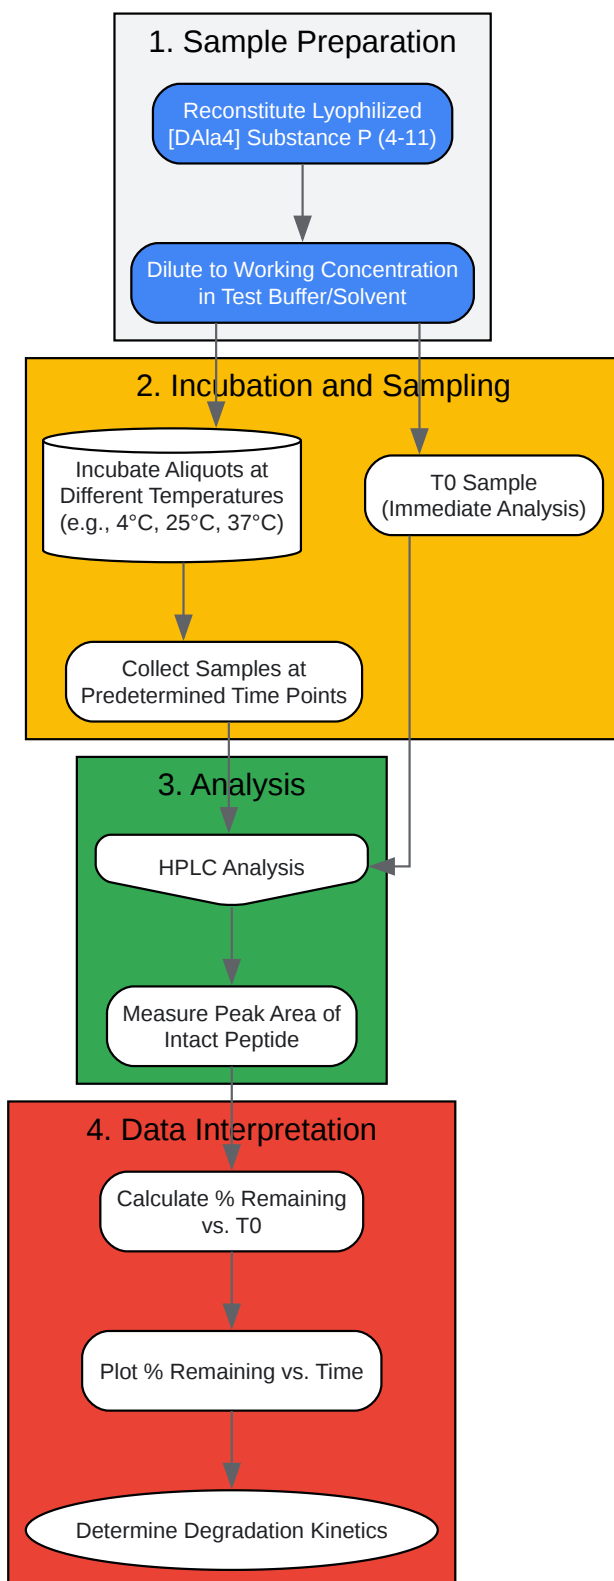 1. Sample Preparation
Reconstitute Lyophilized
[DAla4] Substance P (4-11)
Dilute to Working Concentration
in Test Buffer/Solvent
2. Incubation and Sampling
Incubate Aliquots at
Different Temperatures
(e.g., 4°C, 25°C, 37°C)
T0 Sample
(Immediate Analysis)
Collect Samples at
Predetermined Time Points
3. Analysis
HPLC Analysis
Measure Peak Area of
Intact Peptide
4. Data Interpretation
Calculate % Remaining
vs. T0
Plot % Remaining vs. Time
Determine Degradation Kinetics